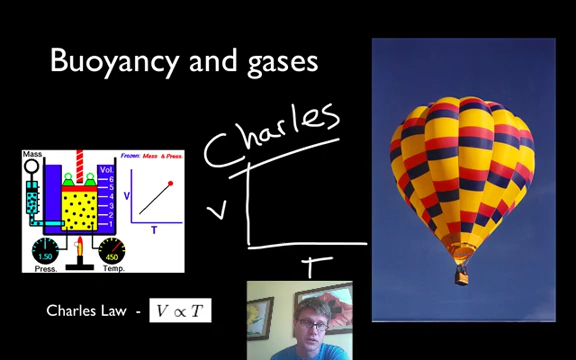 Buoyancy and gases
Charles
Mass
Frozen: Mass & Press.
Vol.
6
5
4
3
2
1
V
T
1.50
450
Press.
Temp.
V
T
Charles Law - V ∝ T